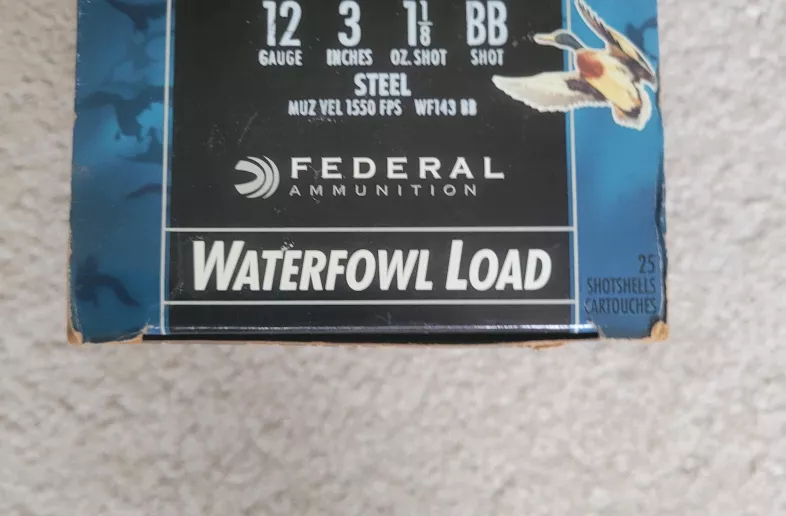 12 3 1 1/8 BB
GAUGE INCHES OZ. SHOT SHOT
STEEL
MUZ VEL 1550 FPS WF143 BB
FEDERAL
AMMUNITION
WATERFOWL LOAD
25
SHOTSHELLS
CARTOUCHES